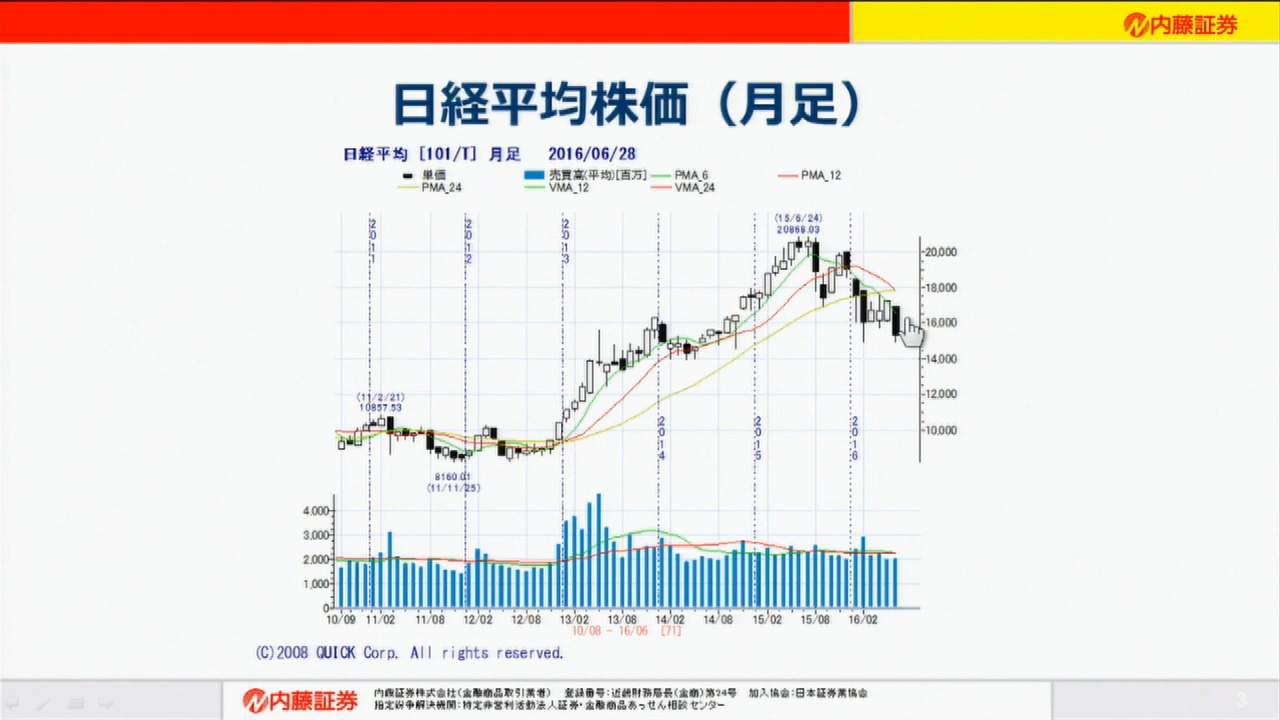 内藤証券
日経平均株価（月足）
日経平均 [101/T] 月足 2016/06/28
単価 売買高(平均)[百万] PMA_6 PMA_12
PMA_24 VMA_12 VMA_24
2011
2012
2013
(15/6/24)
20868.03
20,000
18,000
16,000
14,000
12,000
10,000
(11/2/21)
10857.53
2014
2015
2016
8160.01
(11/11/25)
4,000
3,000
2,000
1,000
0
10/09 11/02 11/08 12/02 12/08 13/02 13/08 14/02 14/08 15/02 15/08 16/02
10/08 - 16/06 [71]
(C)2008 QUICK Corp. All rights reserved.
内藤証券
内藤証券株式会社(金融商品取引業者) 登録番号:近畿財務局長(金商)第24号 加入協会:日本証券業協会
指定紛争解決機関:特定非営利活動法人証券・金融商品あっせん相談センター
3